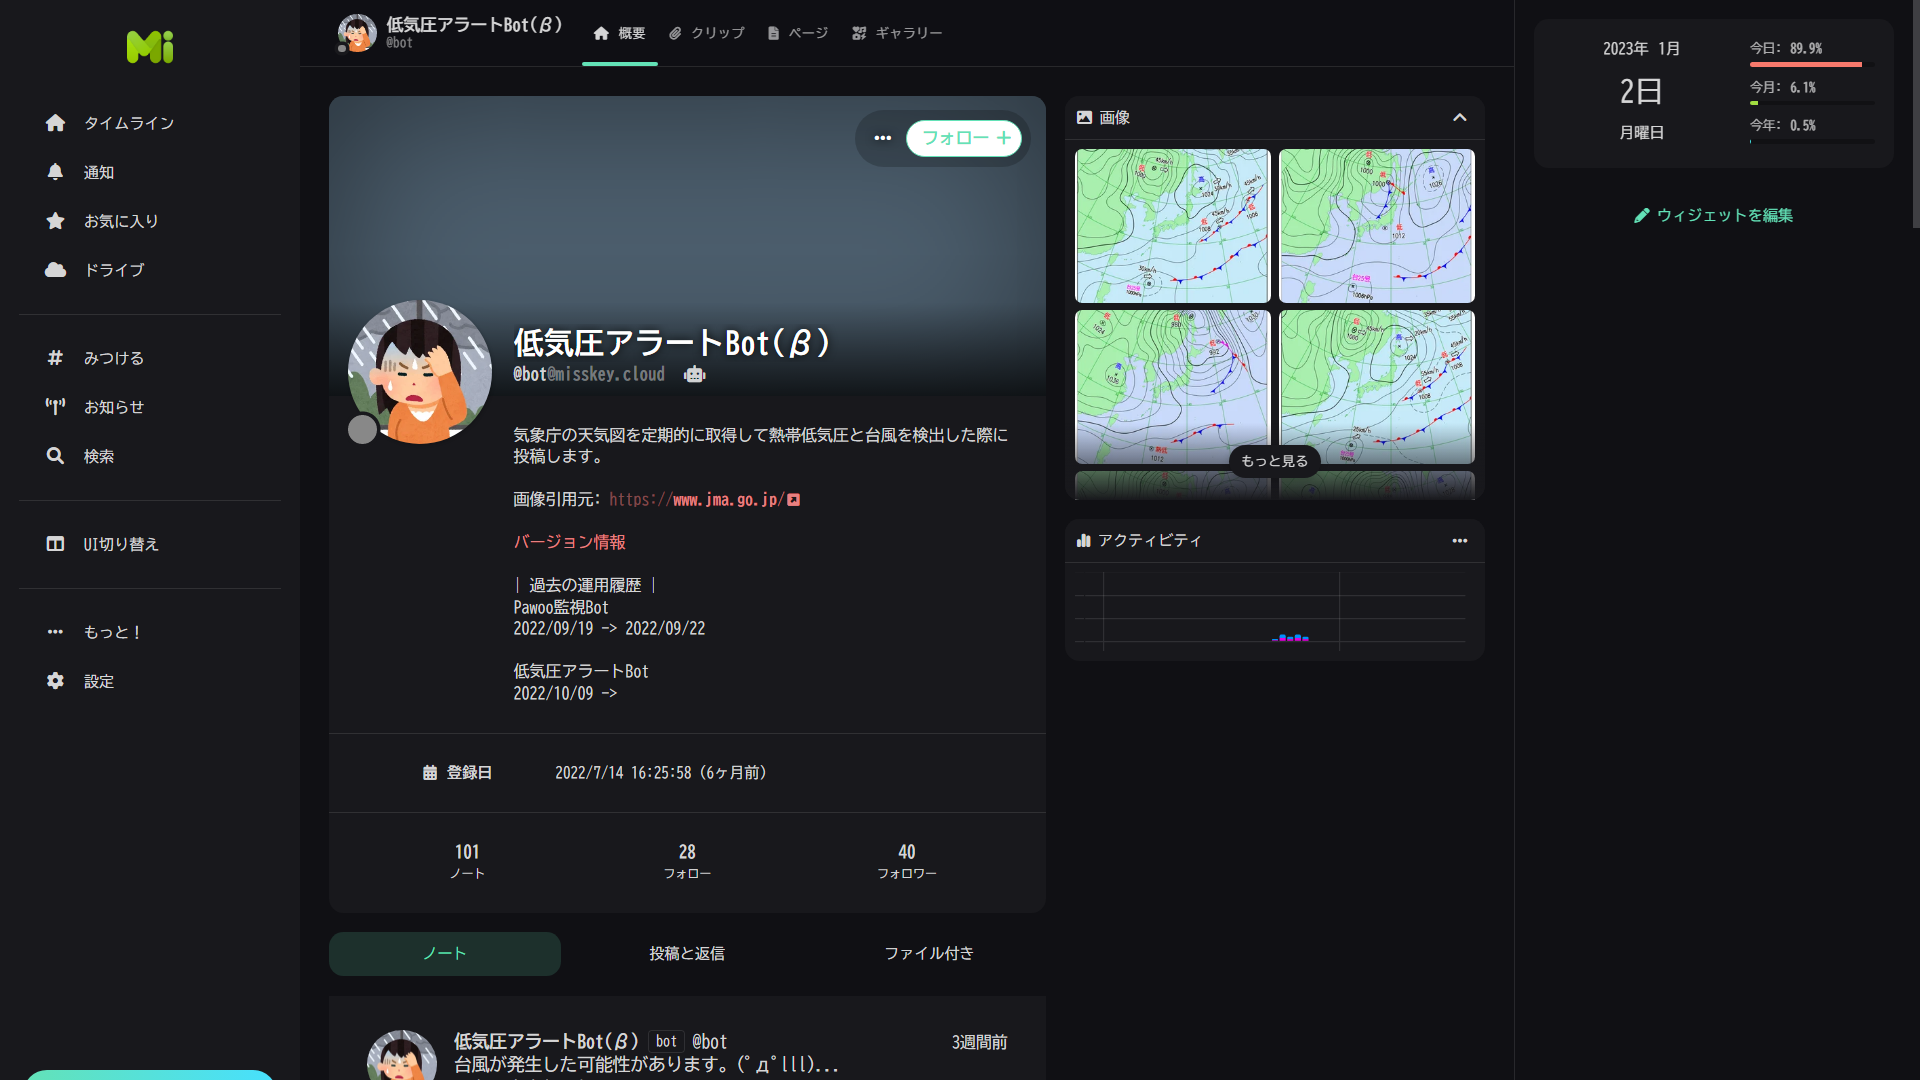 タイムライン
通知
お気に入り
ドライブ
みつける
お知らせ
検索
UI切り替え
もっと！
設定
低気圧アラートBot(β)
@bot
概要
クリップ
ページ
ギャラリー
フォロー
低気圧アラートBot(β)
@bot@misskey.cloud
気象庁の天気図を定期的に取得して熱帯低気圧と台風を検出した際に
投稿します。
画像引用元: https://www.jma.go.jp/
バージョン情報
| 過去の運用履歴 |
Pawoo監視Bot
2022/09/19 -> 2022/09/22
低気圧アラートBot
2022/10/09 ->
登録日
2022/7/14 16:25:58 (6ヶ月前)
101
ノート
28
フォロー
40
フォロワー
ノート
投稿と返信
ファイル付き
低気圧アラートBot(β) bot @bot
3週間前
台風が発生した可能性があります。(ﾟдﾟlll)...
画像
もっと見る
アクティビティ
2023年 1月
2日
月曜日
今日: 89.9%
今月: 6.1%
今年: 0.5%
ウィジェットを編集